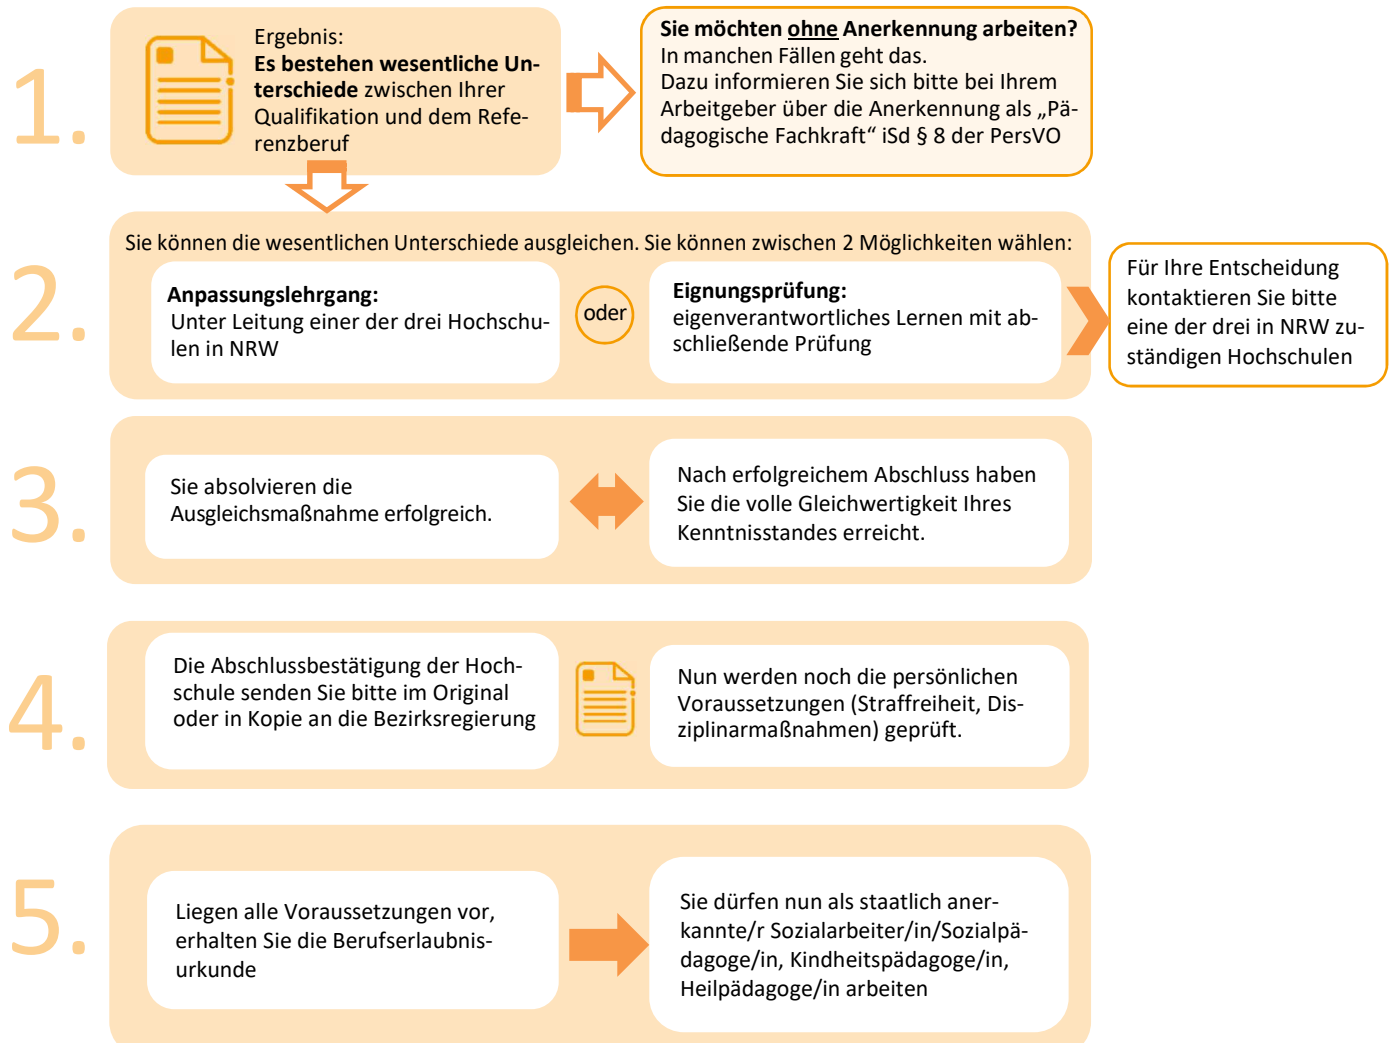 1.
Ergebnis:
Es bestehen wesentliche Un-
terschiede zwischen Ihrer
Qualifikation und dem Refe-
renzberuf
Sie möchten ohne Anerkennung arbeiten?
In manchen Fällen geht das.
Dazu informieren Sie sich bitte bei Ihrem
Arbeitgeber über die Anerkennung als „Pä-
dagogische Fachkraft“ iSd § 8 der PersVO
2.
Sie können die wesentlichen Unterschiede ausgleichen. Sie können zwischen 2 Möglichkeiten wählen:
Anpassungslehrgang:
Unter Leitung einer der drei Hochschu-
len in NRW
oder
Eignungsprüfung:
eigenverantwortliches Lernen mit ab-
schließende Prüfung
Für Ihre Entscheidung
kontaktieren Sie bitte
eine der drei in NRW zu-
ständigen Hochschulen
3.
Sie absolvieren die
Ausgleichsmaßnahme erfolgreich.
Nach erfolgreichem Abschluss haben
Sie die volle Gleichwertigkeit Ihres
Kenntnisstandes erreicht.
4.
Die Abschlussbestätigung der Hoch-
schule senden Sie bitte im Original
oder in Kopie an die Bezirksregierung
Nun werden noch die persönlichen
Voraussetzungen (Straffreiheit, Dis-
ziplinarmaßnahmen) geprüft.
5.
Liegen alle Voraussetzungen vor,
erhalten Sie die Berufserlaubnis-
urkunde
Sie dürfen nun als staatlich aner-
kannte/r Sozialarbeiter/in/Sozialpä-
dagoge/in, Kindheitspädagoge/in,
Heilpädagoge/in arbeiten